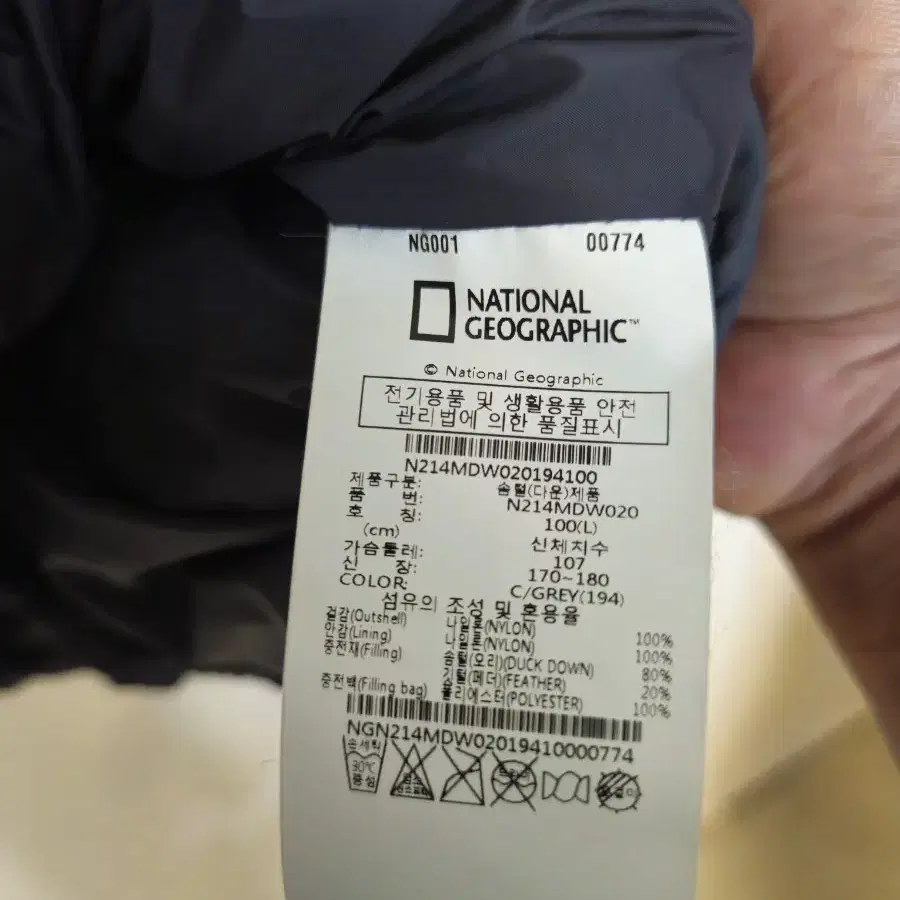 NG001 00774
NATIONAL
GEOGRAPHIC™
© National Geographic
전기용품 및 생활용품 안전
관리법에 의한 품질표시
N214MDW020194100
제품구분: 솜털(다운)제품
품 번: N214MDW020
호 칭: 100(L)
(cm) 신체치수
가슴둘레: 107
신 장: 170~180
COLOR: C/GREY(194)
섬유의 조성 및 혼용율
겉감(Outshell) 나일론(NYLON) 100%
안감(Lining) 나일론(NYLON) 100%
충전재(Filling) 솜털(오리)(DUCK DOWN) 80%
깃털(페더)(FEATHER) 20%
충전백(Filling bag) 폴리에스터(POLYESTER) 100%
NGN214MDW02019410000774
손세탁
30℃
중성